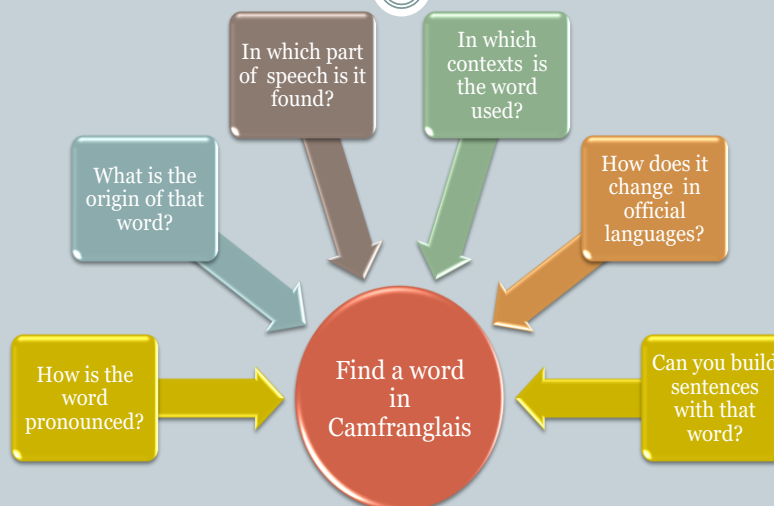 How is the
word
pronounced?
What is the
origin of that
word?
In which part
of speech is it
found?
In which
contexts is
the word
used?
How does it
change in
official
languages?
Can you build
sentences
with that
word?
Find a word
in
Camfranglais